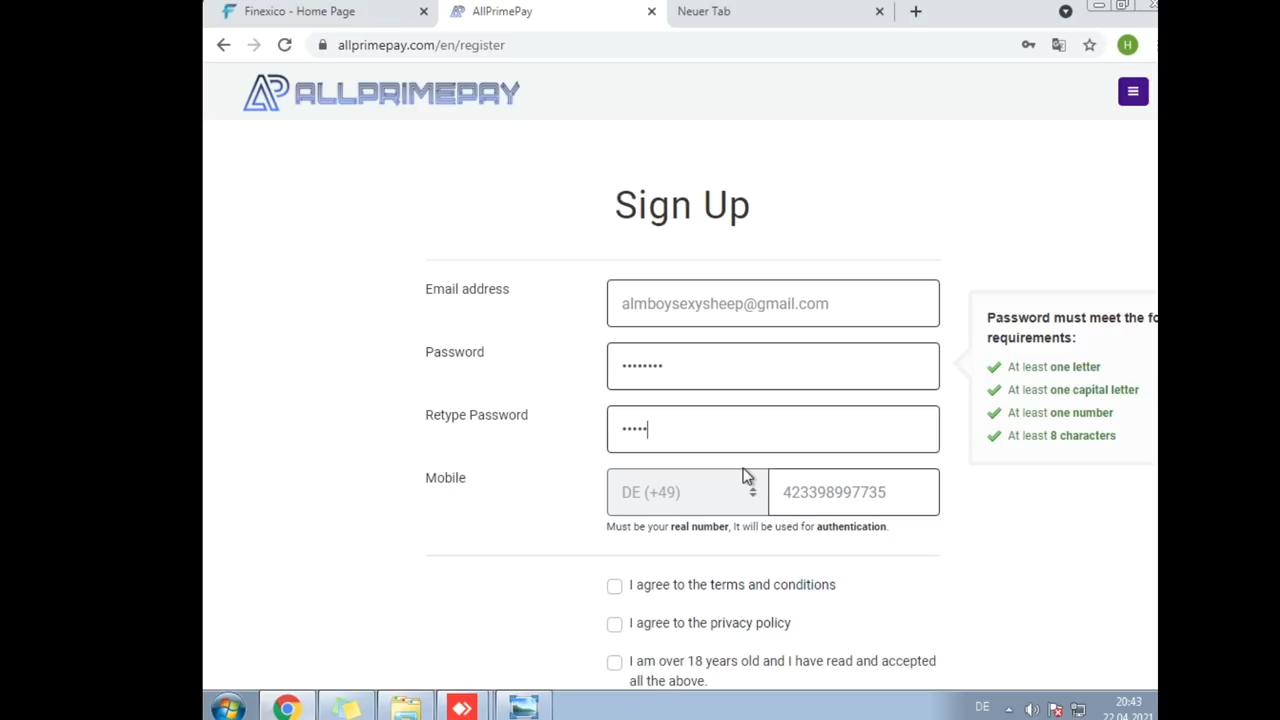 Finexico - Home Page
AllPrimePay
Neuer Tab
allprimepay.com/en/register
H
ALLPRIMEPAY
Sign Up
Email address
almboysexysheep@gmail.com
Password
••••••••
Retype Password
•••••
Mobile
DE (+49)
423398997735
Must be your real number, It will be used for authentication.
Password must meet the fo
requirements:
At least one letter
At least one capital letter
At least one number
At least 8 characters
I agree to the terms and conditions
I agree to the privacy policy
I am over 18 years old and I have read and accepted
all the above.
DE
20:43
22.04.2021